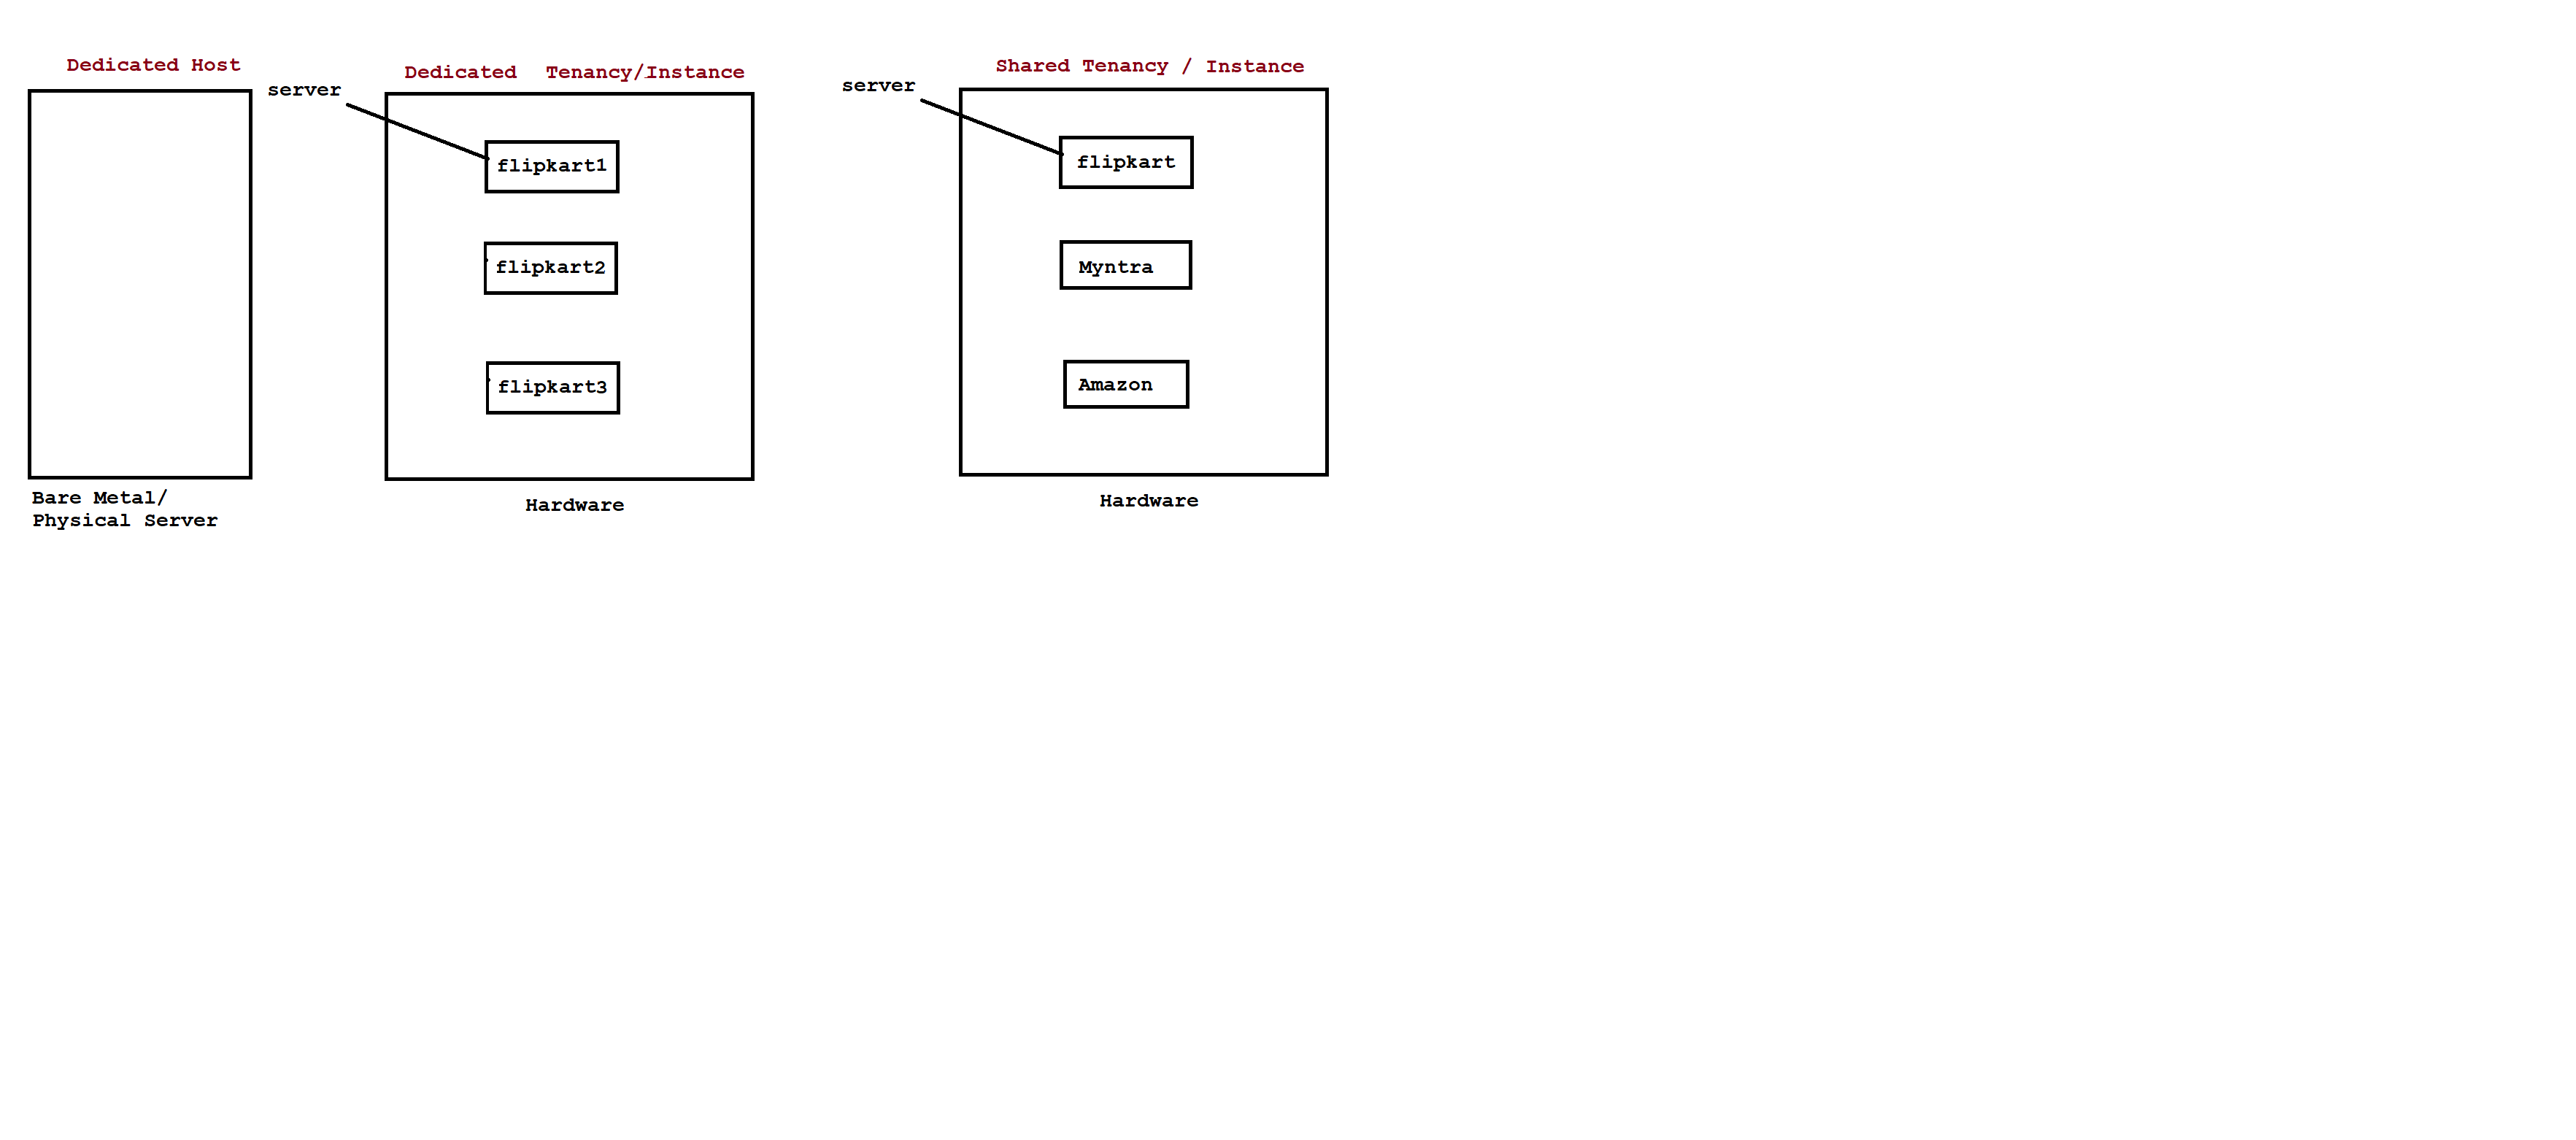 Dedicated Host
Bare Metal/
Physical Server
Dedicated Tenancy/Instance
server
flipkart1
flipkart2
flipkart3
Hardware
Shared Tenancy / Instance
server
flipkart
Myntra
Amazon
Hardware